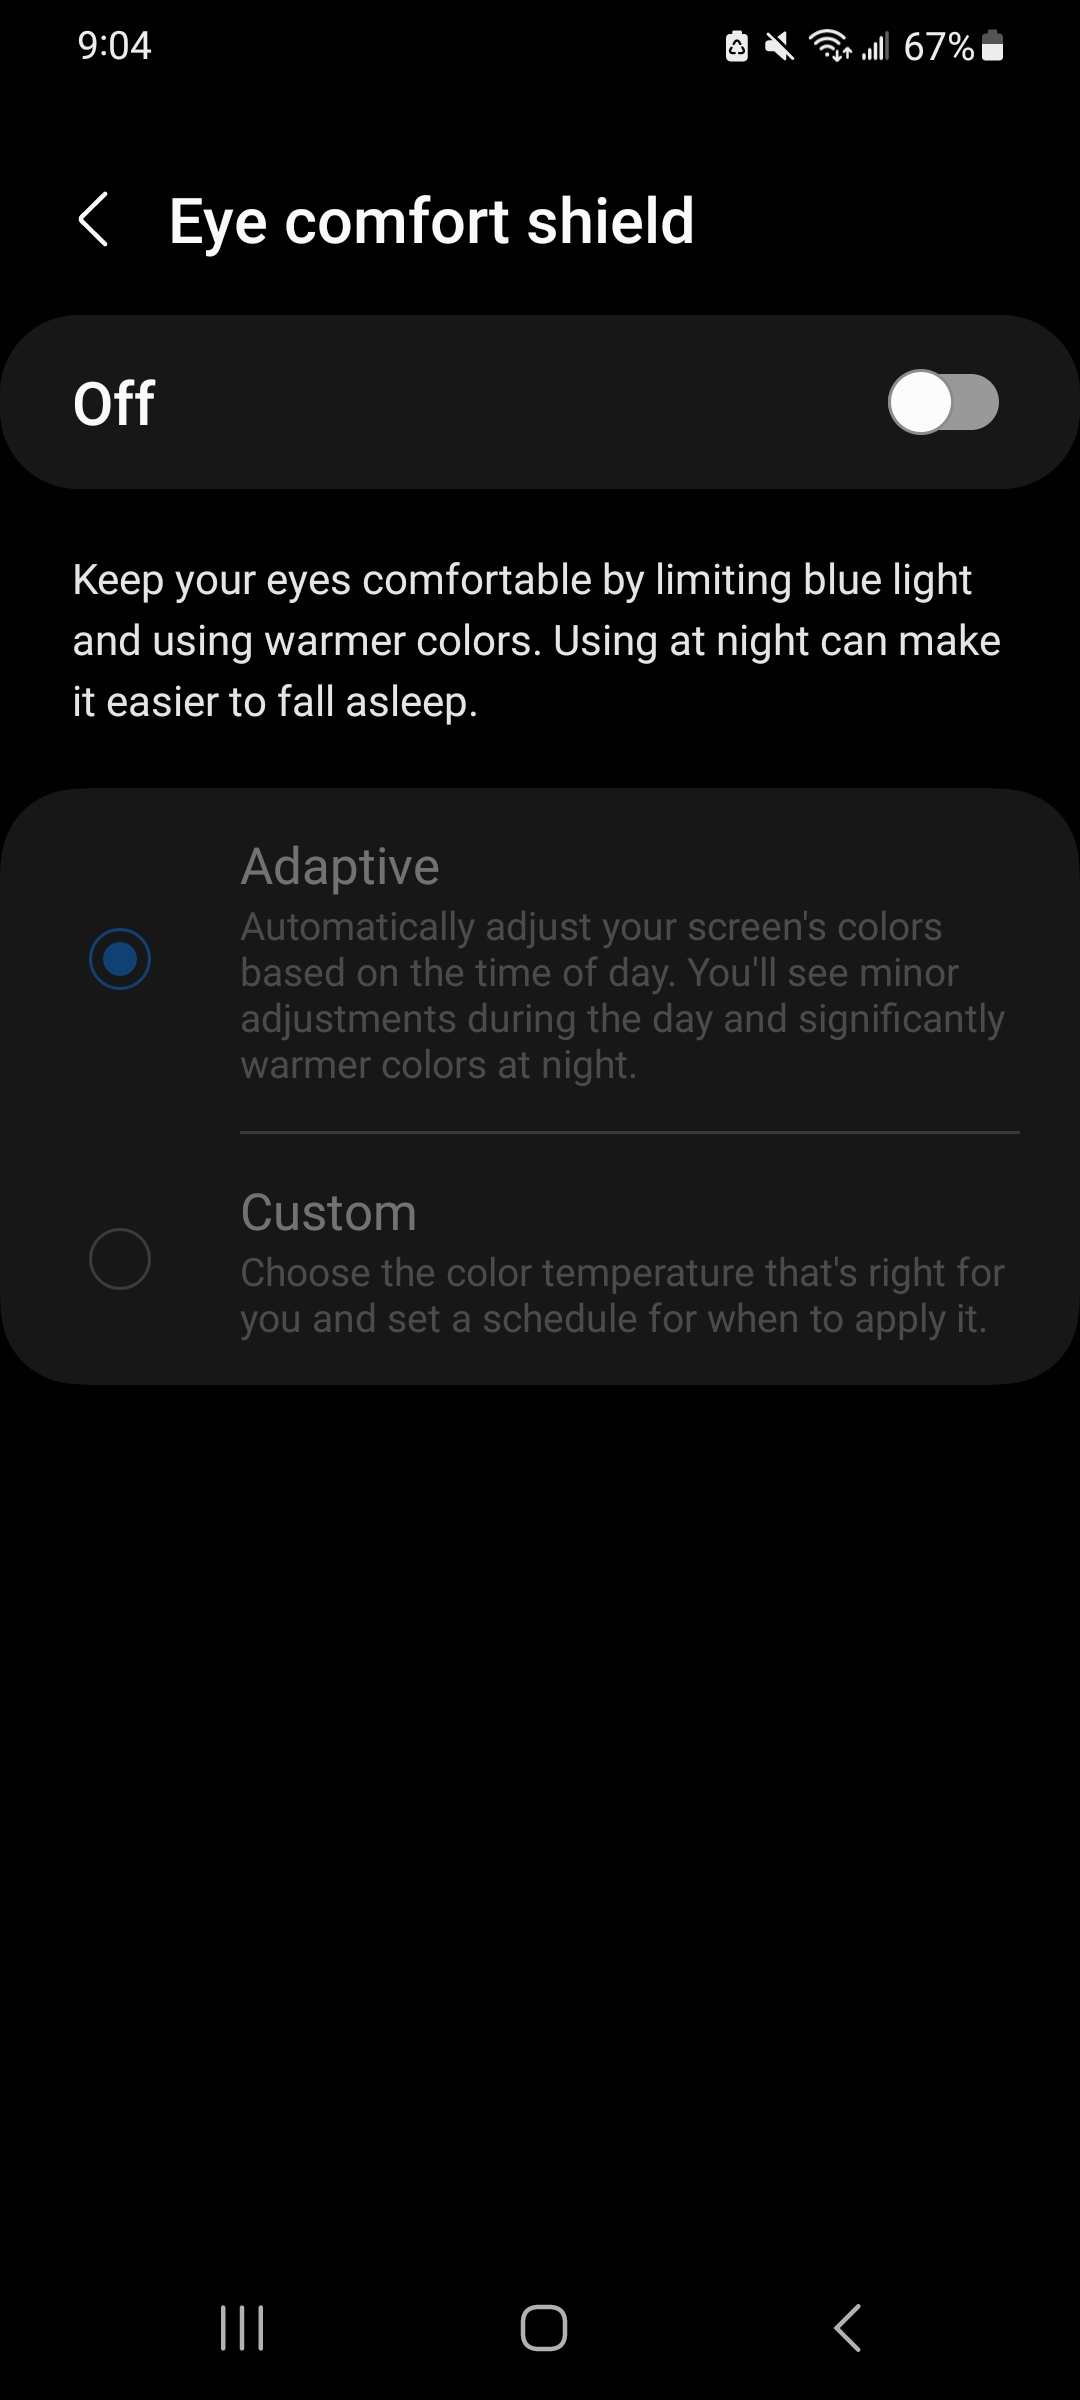 9:04
67%
Eye comfort shield
Off
Keep your eyes comfortable by limiting blue light
and using warmer colors. Using at night can make
it easier to fall asleep.
Adaptive
Automatically adjust your screen's colors
based on the time of day. You'll see minor
adjustments during the day and significantly
warmer colors at night.
Custom
Choose the color temperature that's right for
you and set a schedule for when to apply it.